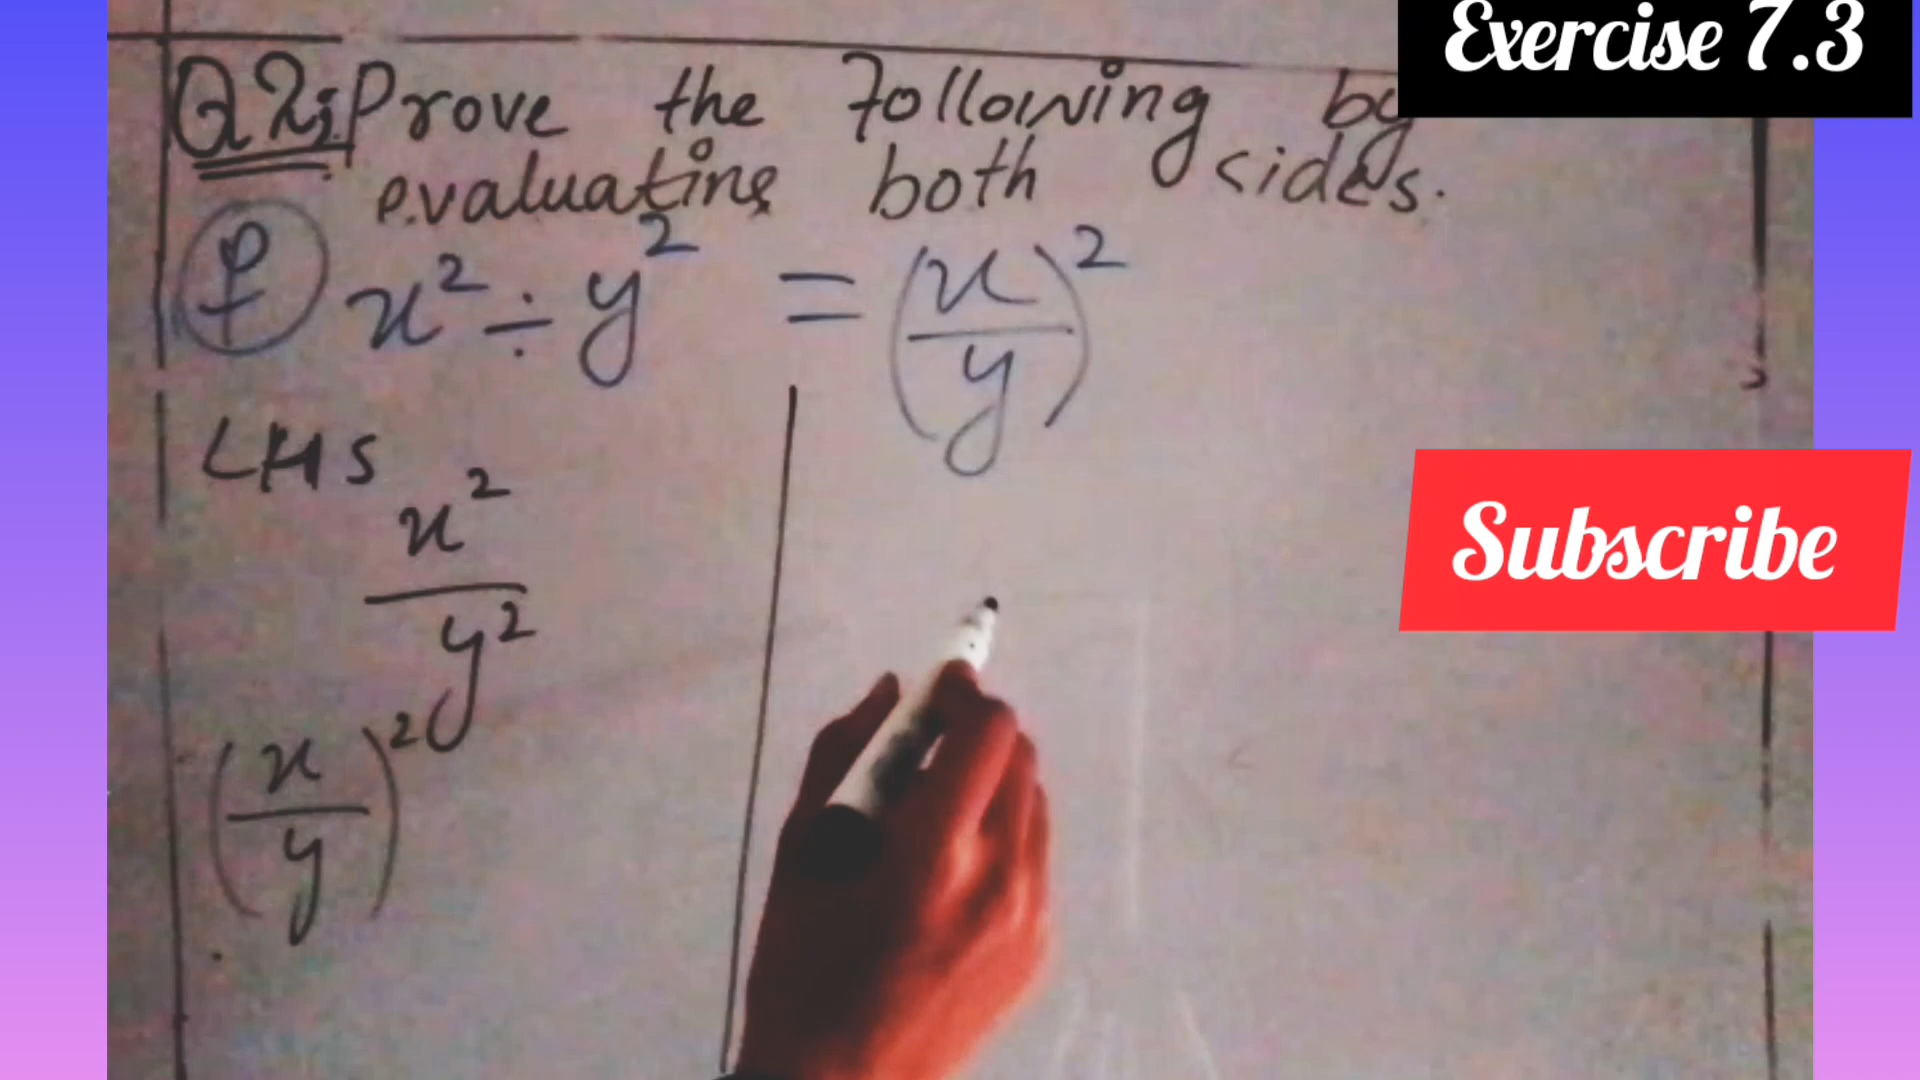 Exercise 7.3
Q2; Prove the following by
evaluating both sides.
x² ÷ y² = (x/y)²
LHS
x²
y²
(x/y)²
Subscribe